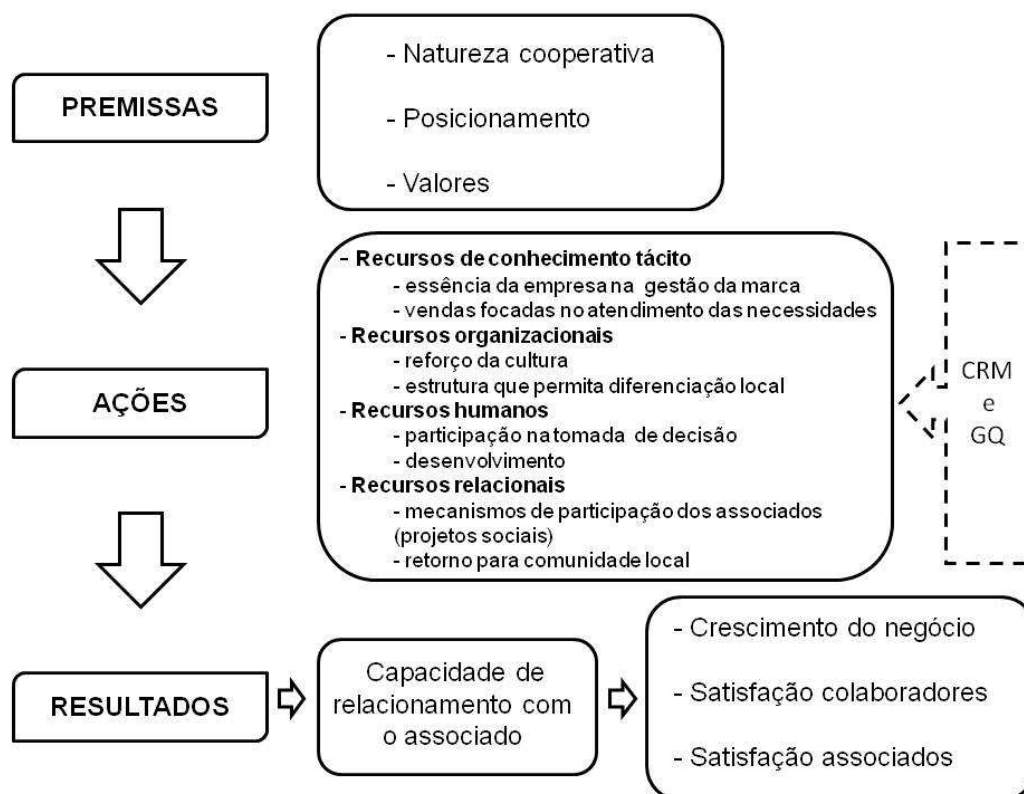 PREMISSAS
- Natureza cooperativa
- Posicionamento
- Valores
AÇÕES
- Recursos de conhecimento tácito
- essência da empresa na gestão da marca
- vendas focadas no atendimento das necessidades
- Recursos organizacionais
- reforço da cultura
- estrutura que permita diferenciação local
- Recursos humanos
- participação na tomada de decisão
- desenvolvimento
- Recursos relacionais
- mecanismos de participação dos associados
(projetos sociais)
- retorno para comunidade local
CRM
e
GQ
RESULTADOS
Capacidade de
relacionamento com
o associado
- Crescimento do negócio
- Satisfação colaboradores
- Satisfação associados